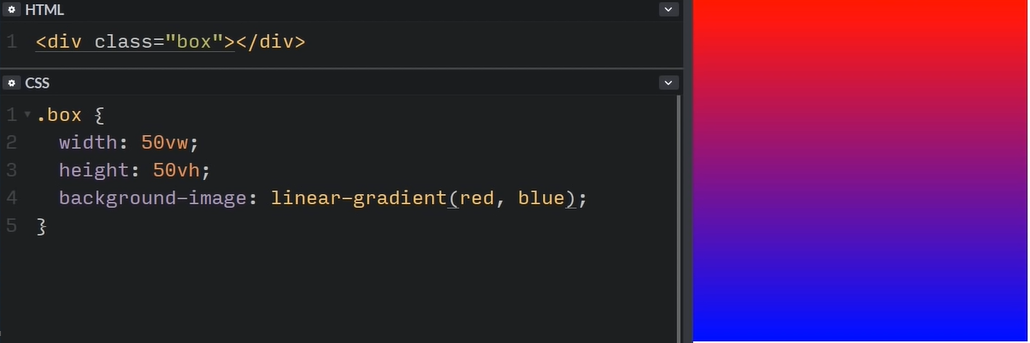 HTML
1 <div class="box"></div>
CSS
1 .box {
2 width: 50vw;
3 height: 50vh;
4 background-image: linear-gradient(red, blue);
5 }